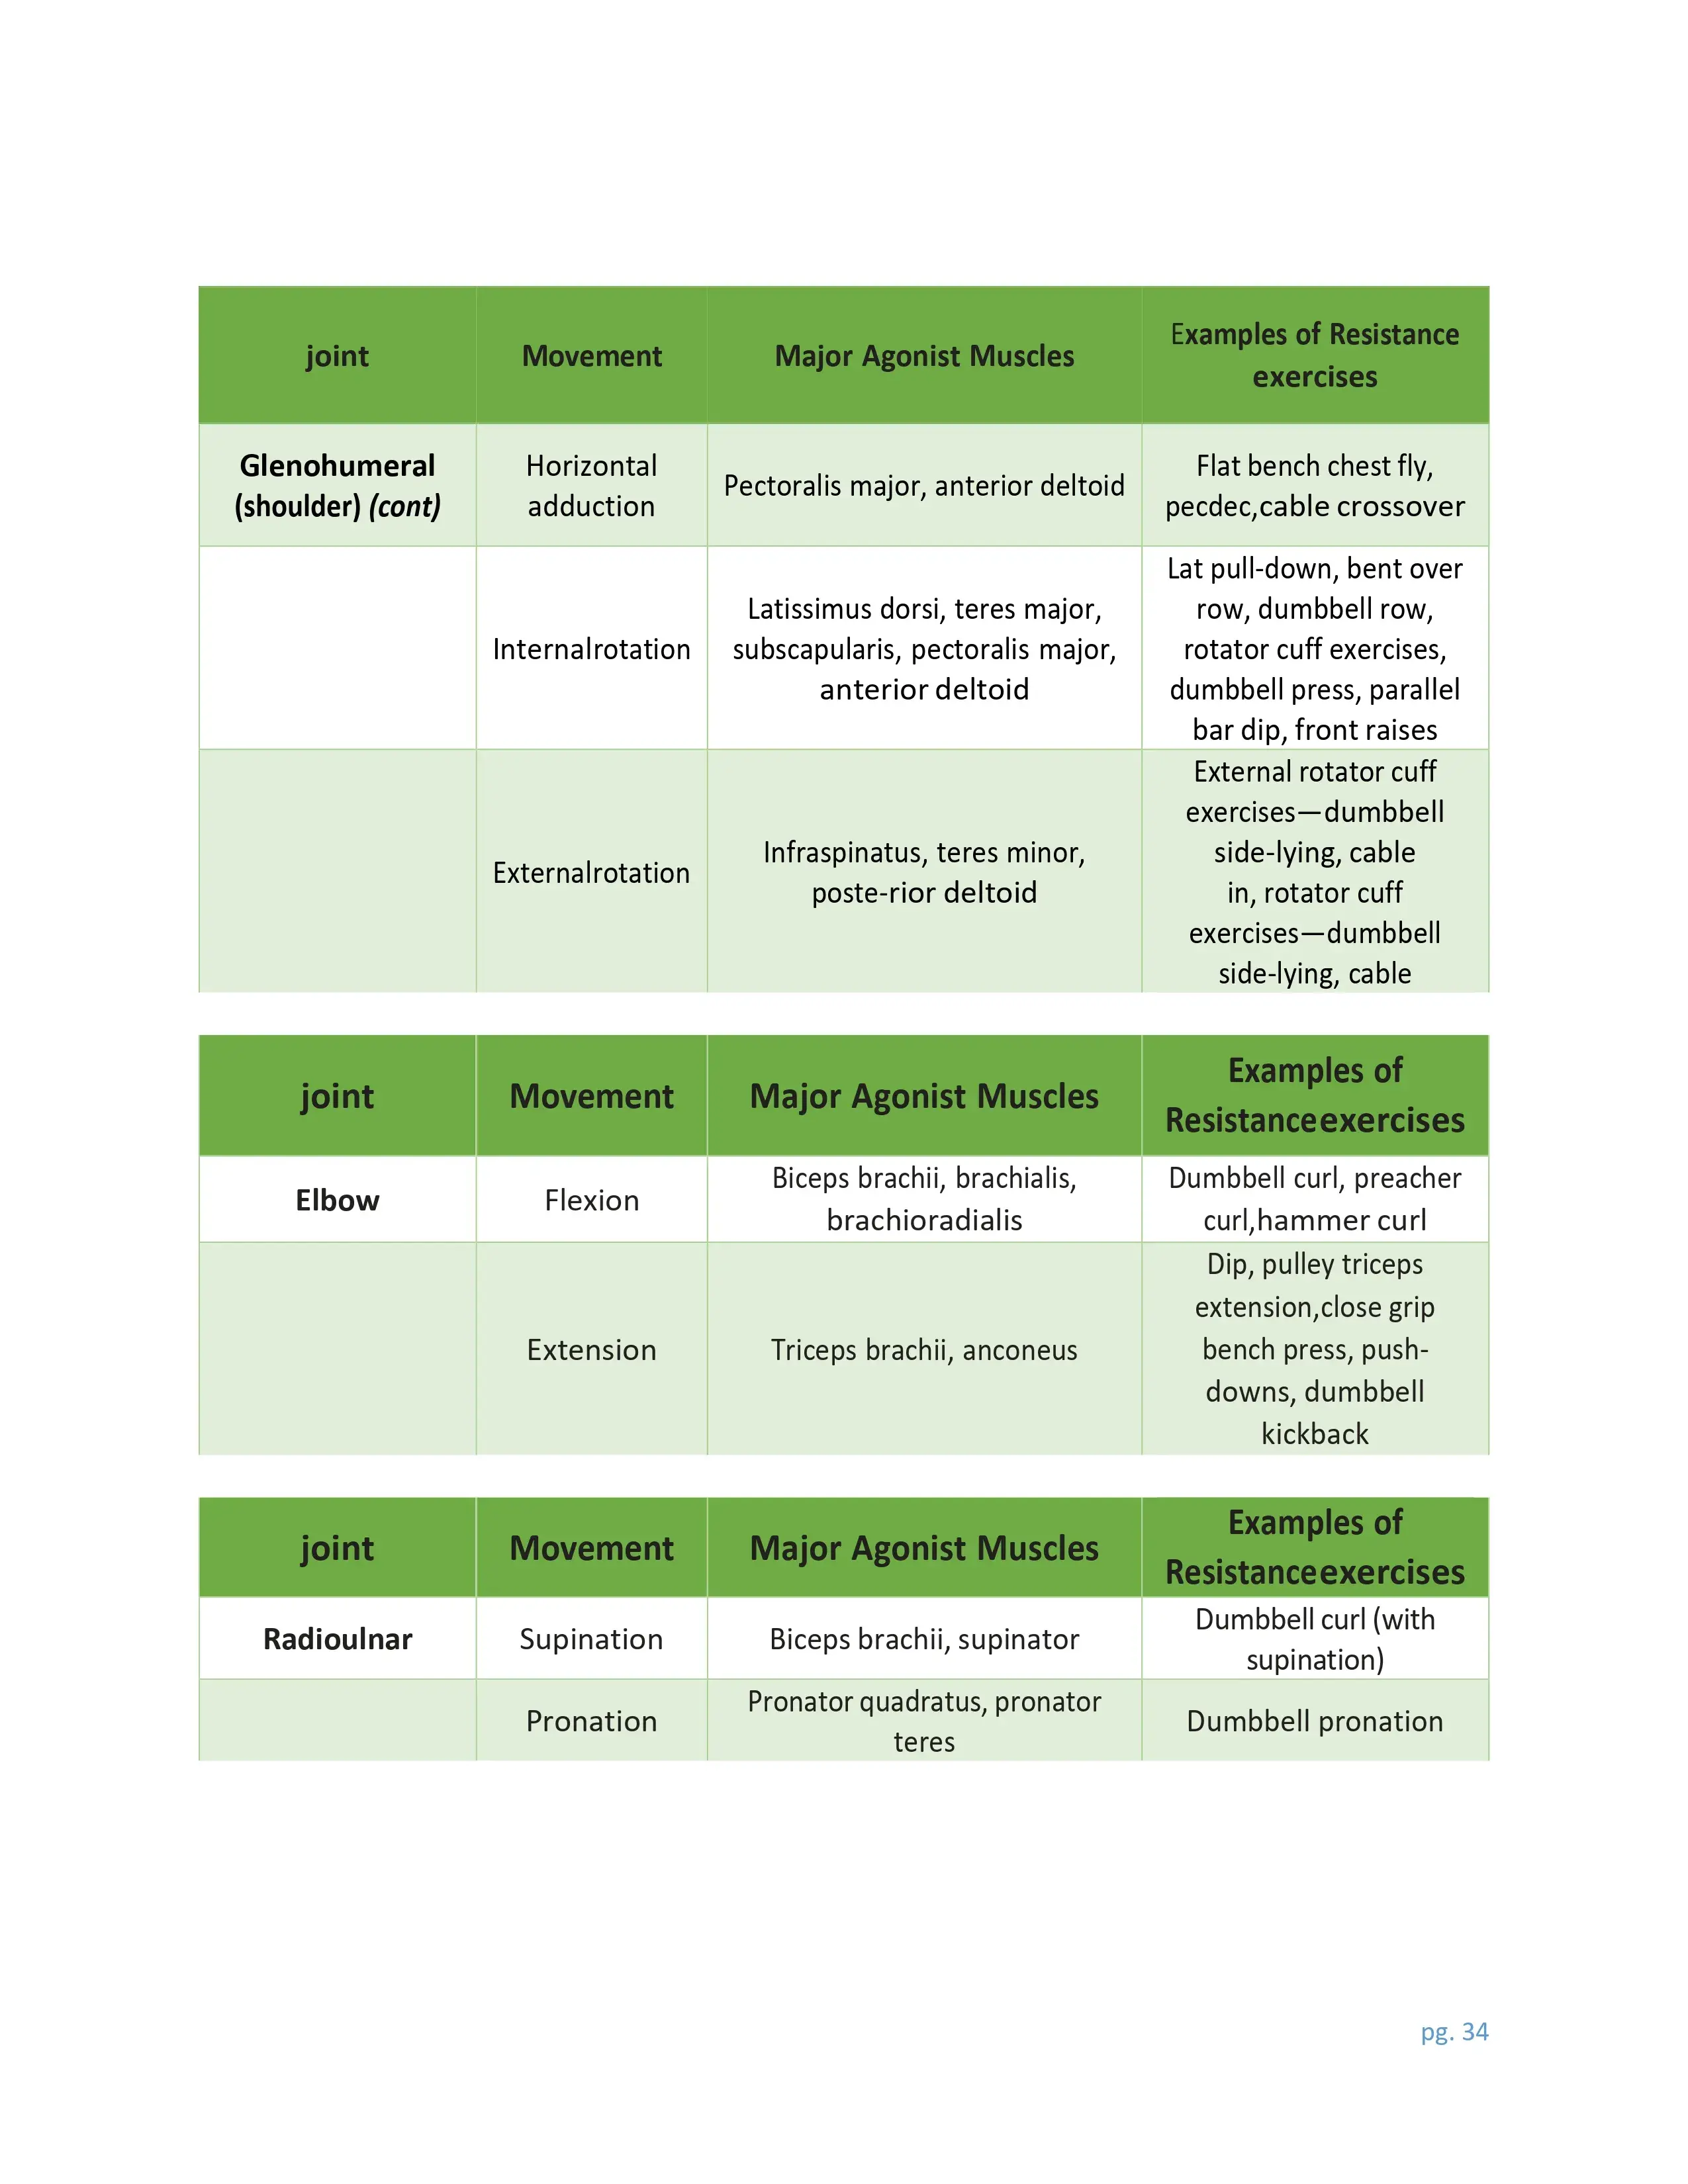 joint Movement Major Agonist Muscles Examples of Resistance
exercises
Glenohumeral
(shoulder) (cont)
Horizontal
adduction
Pectoralis major, anterior deltoid
Flat bench chest fly,
pecdec,cable crossover
Internalrotation
Latissimus dorsi, teres major,
subscapularis, pectoralis major,
anterior deltoid
Lat pull-down, bent over
row, dumbbell row,
rotator cuff exercises,
dumbbell press, parallel
bar dip, front raises
Externalrotation
Infraspinatus, teres minor,
poste-rior deltoid
External rotator cuff
exercises—dumbbell
side-lying, cable
in, rotator cuff
exercises—dumbbell
side-lying, cable
joint Movement Major Agonist Muscles Examples of
Resistanceexercises
Elbow
Flexion
Biceps brachii, brachialis,
brachioradialis
Dumbbell curl, preacher
curl,hammer curl
Extension
Triceps brachii, anconeus
Dip, pulley triceps
extension,close grip
bench press, push-
downs, dumbbell
kickback
joint Movement Major Agonist Muscles Examples of
Resistanceexercises
Radioulnar
Supination
Biceps brachii, supinator
Dumbbell curl (with
supination)
Pronation
Pronator quadratus, pronator
teres
Dumbbell pronation
pg. 34